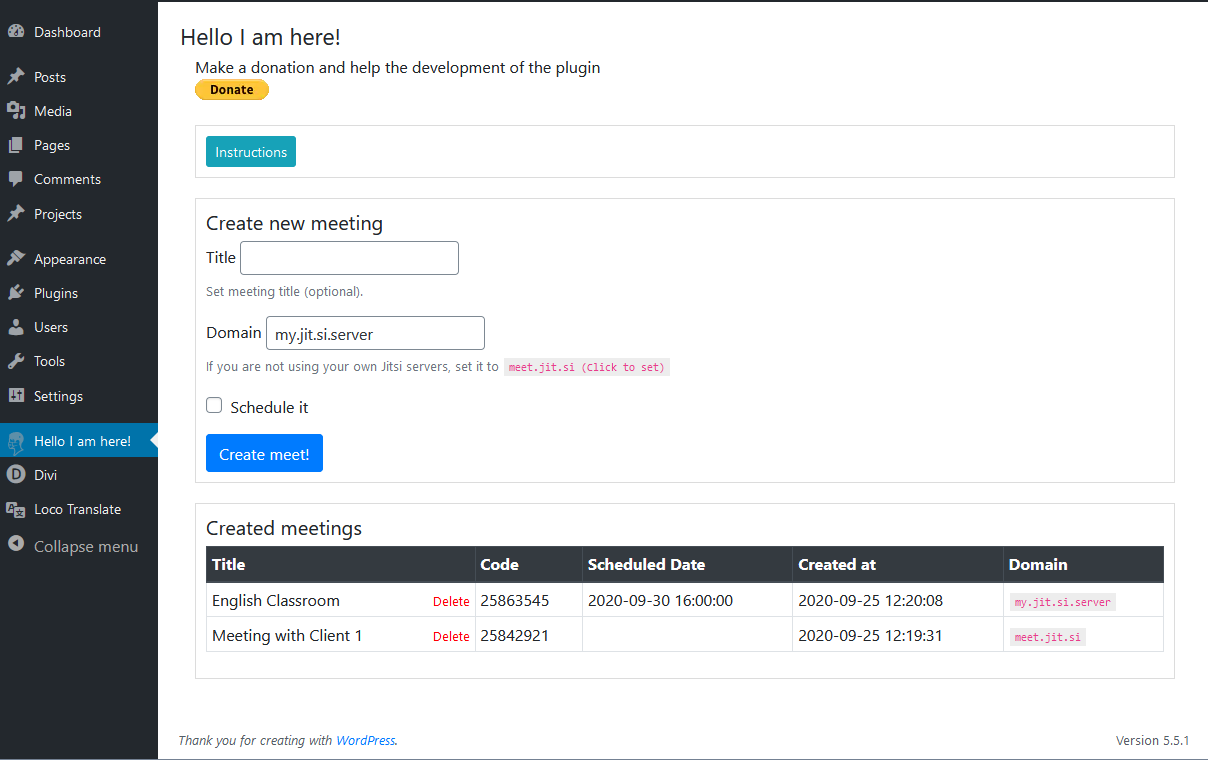 Dashboard
Posts
Media
Pages
Comments
Projects
Appearance
Plugins
Users
Tools
Settings
Hello I am here!
Divi
Loco Translate
Collapse menu
Hello I am here!
Make a donation and help the development of the plugin
Donate
Instructions
Create new meeting
Title
Set meeting title (optional).
Domain my.jit.si.server
If you are not using your own Jitsi servers, set it to meet.jit.si (Click to set)
Schedule it
Create meet!
Created meetings
Title Code Scheduled Date Created at Domain
English Classroom Delete 25863545 2020-09-30 16:00:00 2020-09-25 12:20:08 my.jit.si.server
Meeting with Client 1 Delete 25842921 2020-09-25 12:19:31 meet.jit.si
Thank you for creating with WordPress. Version 5.5.1